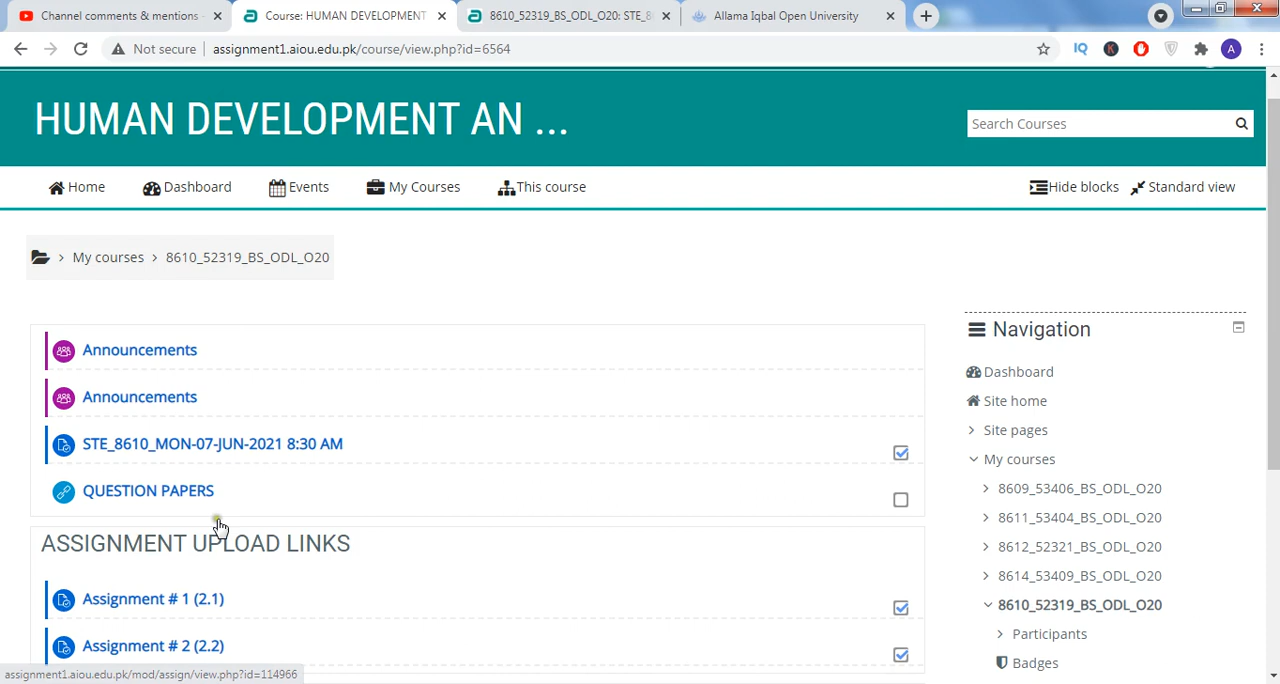 Channel comments & mentions -
Course: HUMAN DEVELOPMENT
8610_52319_BS_ODL_O20: STE_8
Allama Iqbal Open University
Not secure
assignment1.aiou.edu.pk/course/view.php?id=6564
IQ
K
A
HUMAN DEVELOPMENT AN ...
Search Courses
Home
Dashboard
Events
My Courses
This course
Hide blocks
Standard view
My courses
8610_52319_BS_ODL_O20
Announcements
Announcements
STE_8610_MON-07-JUN-2021 8:30 AM
QUESTION PAPERS
ASSIGNMENT UPLOAD LINKS
Assignment # 1 (2.1)
Assignment # 2 (2.2)
Navigation
Dashboard
Site home
Site pages
My courses
8609_53406_BS_ODL_O20
8611_53404_BS_ODL_O20
8612_52321_BS_ODL_O20
8614_53409_BS_ODL_O20
8610_52319_BS_ODL_O20
Participants
Badges
assignment1.aiou.edu.pk/mod/assign/view.php?id=114966